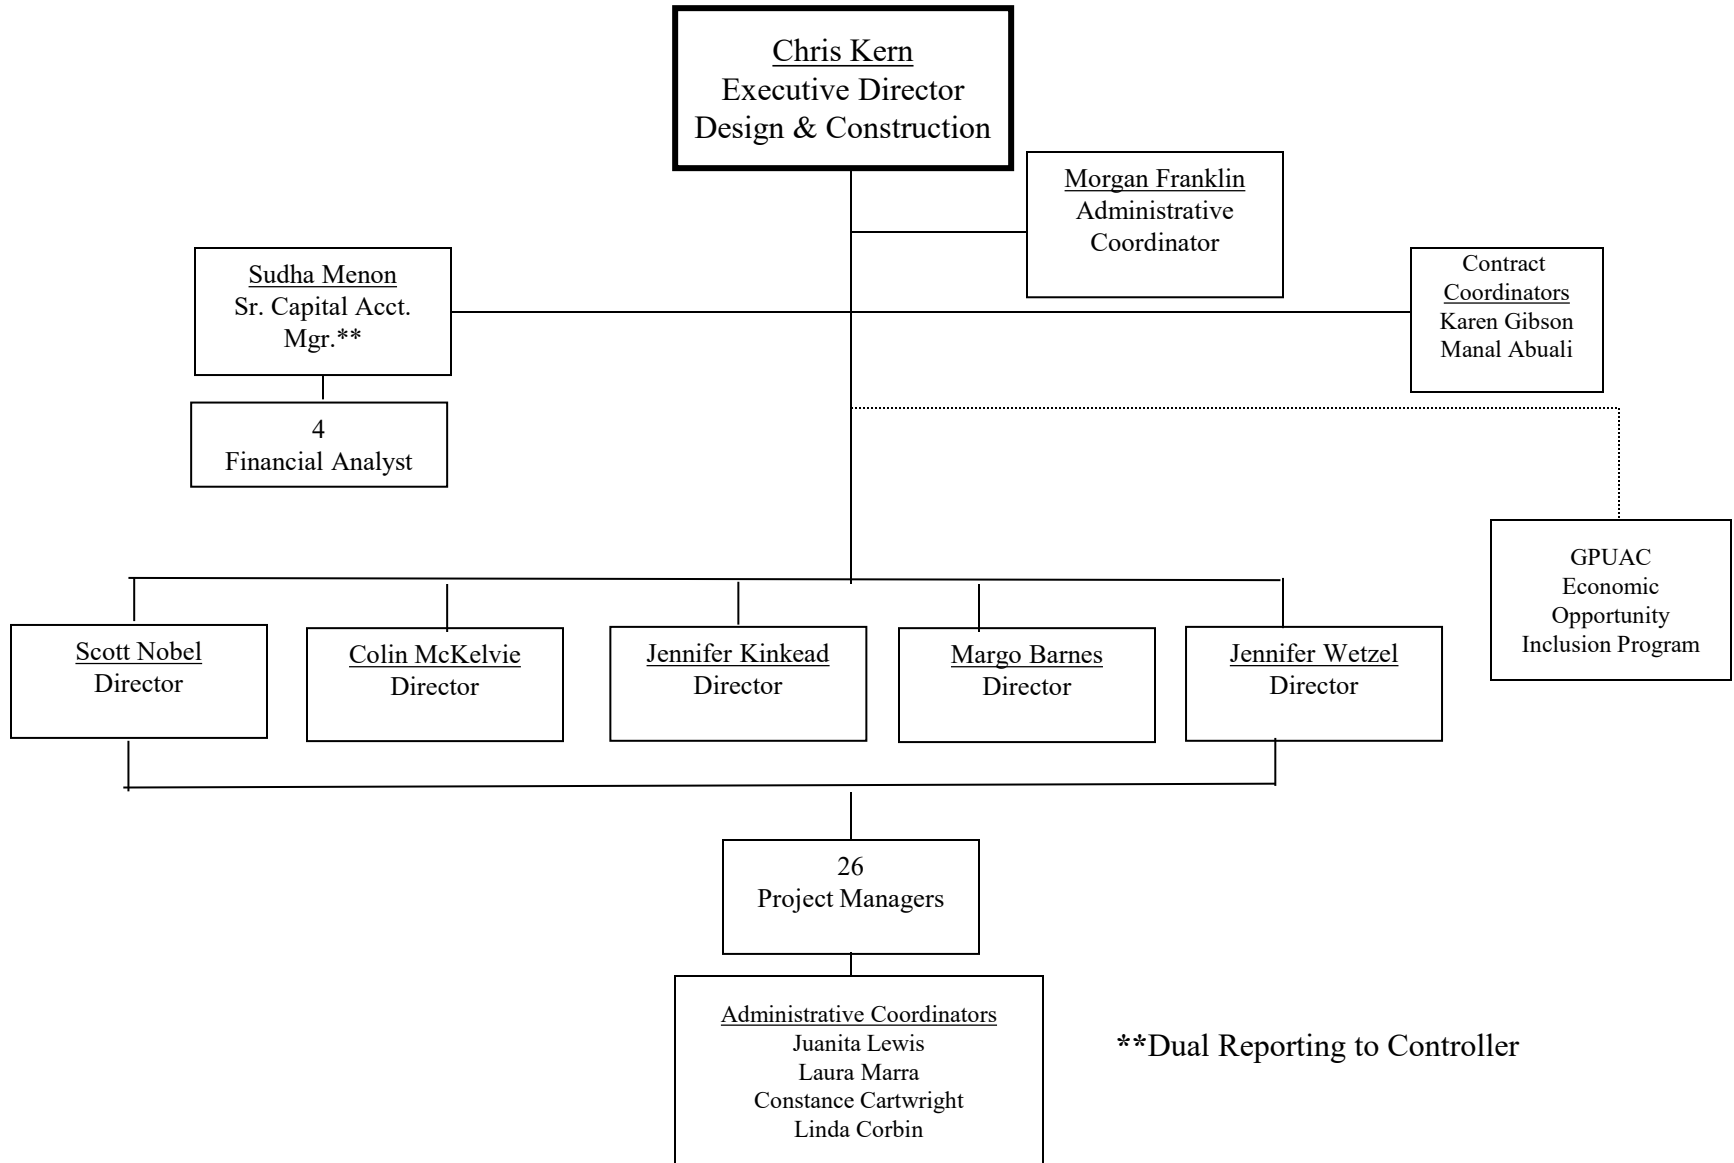 Chris Kern
Executive Director
Design & Construction
Morgan Franklin
Administrative
Coordinator
Sudha Menon
Sr. Capital Acct.
Mgr.**
Contract
Coordinators
Karen Gibson
Manal Abuali
4
Financial Analyst
GPUAC
Economic
Opportunity
Inclusion Program
Scott Nobel
Director
Colin McKelvie
Director
Jennifer Kinkead
Director
Margo Barnes
Director
Jennifer Wetzel
Director
26
Project Managers
Administrative Coordinators
Juanita Lewis
Laura Marra
Constance Cartwright
Linda Corbin
**Dual Reporting to Controller